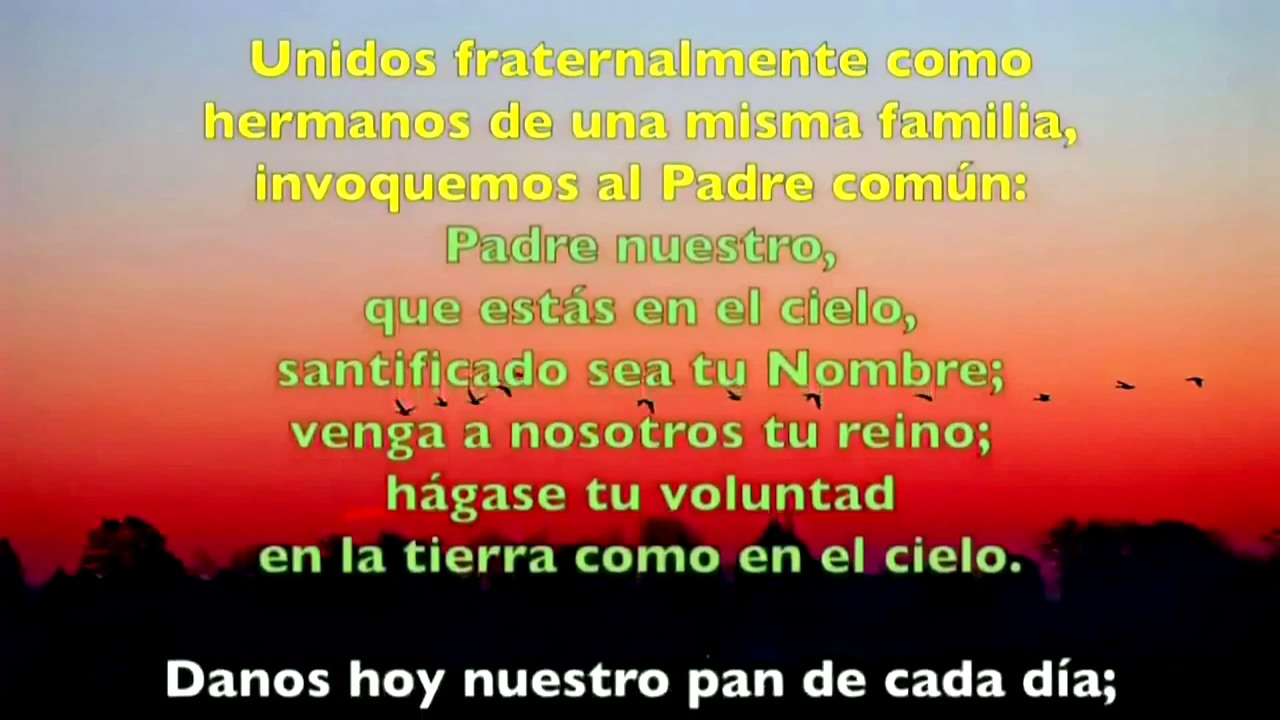 Unidos fraternalmente como
hermanos de una misma familia,
invoquemos al Padre común:
Padre nuestro,
que estás en el cielo,
santificado sea tu Nombre;
venga a nosotros tu reino;
hágase tu voluntad
en la tierra como en el cielo.
Danos hoy nuestro pan de cada día;